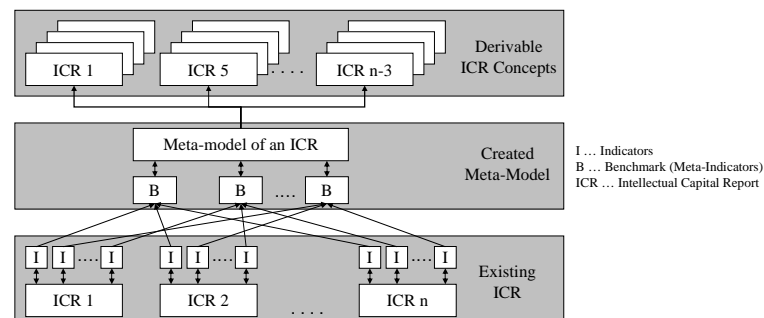 Derivable
ICR Concepts
ICR 1
ICR 5
. . . .
ICR n-3
Meta-model of an ICR
Created
Meta-Model
B
B
....
B
I … Indicators
B … Benchmark (Meta-Indicators)
ICR … Intellectual Capital Report
I
I
....
I
I
I
....
I
I
I
....
I
Existing
ICR
ICR 1
ICR 2
. . . .
ICR n